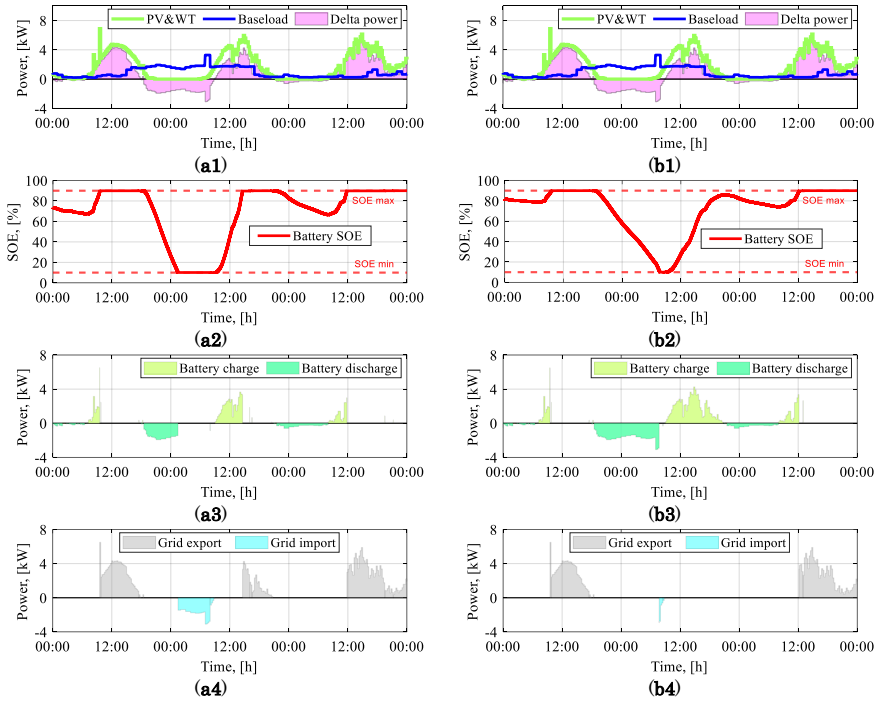 PV&WT Baseload Delta power
Power, [kW]
8
4
0
-4
00:00 12:00 00:00 12:00 00:00 12:00 00:00
Time, [h]
(a1)
PV&WT Baseload Delta power
Power, [kW]
8
4
0
-4
00:00 12:00 00:00 12:00 00:00 12:00 00:00
Time, [h]
(b1)
SOE, [%]
100
80
60
40
20
0
SOE max
Battery SOE
SOE min
00:00 12:00 00:00 12:00 00:00 12:00 00:00
Time, [h]
(a2)
SOE, [%]
100
80
60
40
20
0
SOE max
Battery SOE
SOE min
00:00 12:00 00:00 12:00 00:00 12:00 00:00
Time, [h]
(b2)
Battery charge Battery discharge
Power, [kW]
8
4
0
-4
00:00 12:00 00:00 12:00 00:00 12:00 00:00
Time, [h]
(a3)
Battery charge Battery discharge
Power, [kW]
8
4
0
-4
00:00 12:00 00:00 12:00 00:00 12:00 00:00
Time, [h]
(b3)
Grid export Grid import
Power, [kW]
8
4
0
-4
00:00 12:00 00:00 12:00 00:00 12:00 00:00
Time, [h]
(a4)
Grid export Grid import
Power, [kW]
8
4
0
-4
00:00 12:00 00:00 12:00 00:00 12:00 00:00
Time, [h]
(b4)